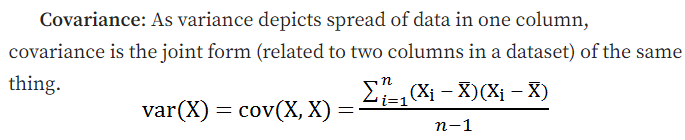 Covariance: As variance depicts spread of data in one column,
covariance is the joint form (related to two columns in a dataset) of the same
thing.
var(X) = cov(X, X) = ∑ⁿᵢ₌₁(Xᵢ − X̄)(Xᵢ − X̄) / n−1